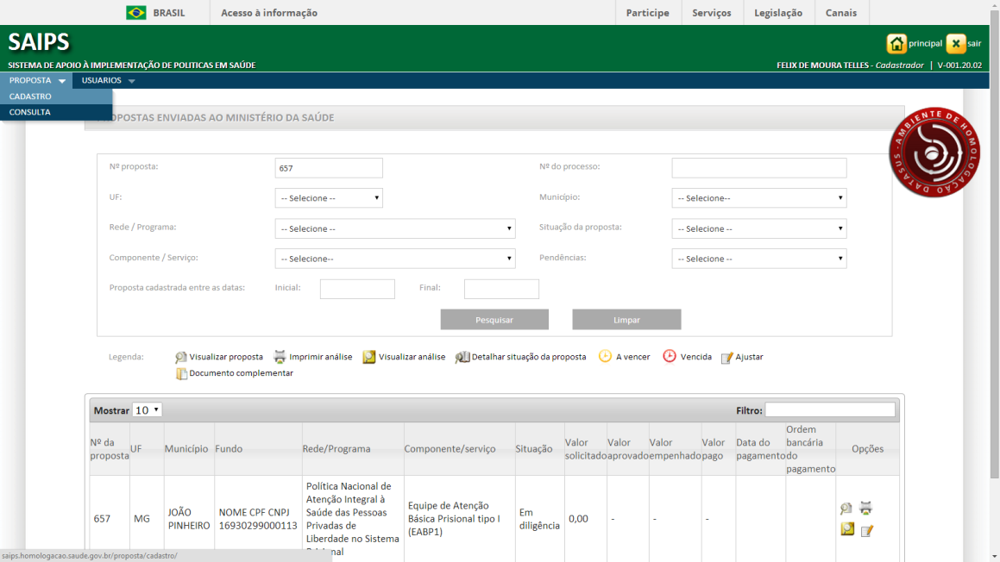 BRASIL Acesso à informação Participe Serviços Legislação Canais
SAIPS
principal sair
SISTEMA DE APOIO À IMPLEMENTAÇÃO DE POLITICAS EM SAÚDE
FELIX DE MOURA TELLES - Cadastrador | V-001.20.02
PROPOSTA USUARIOS
CADASTRO
CONSULTA
OPOSTAS ENVIADAS AO MINISTÉRIO DA SAÚDE
AMBIENTE DE HOMOLOGAÇÃO DATASUS -
Nº proposta: 657 Nº do processo:
UF: -- Selecione -- Município: -- Selecione--
Rede / Programa: -- Selecione -- Situação da proposta: -- Selecione --
Componente / Serviço: -- Selecione-- Pendências: -- Selecione --
Proposta cadastrada entre as datas: Inicial: Final:
Pesquisar Limpar
Legenda: Visualizar proposta Imprimir análise Visualizar análise Detalhar situação da proposta A vencer Vencida Ajustar
Documento complementar
Mostrar 10 Filtro:
Nº da proposta UF Município Fundo Rede/Programa Componente/serviço Situação Valor solicitado Valor aprovado Valor empenhado Valor pago Data do pagamento Ordem bancária do pagamento Opções
657 MG JOÃO PINHEIRO NOME CPF CNPJ 16930299000113 Política Nacional de Atenção Integral à Saúde das Pessoas Privadas de Liberdade no Sistema Equipe de Atenção Básica Prisional tipo I (EABP1) Em diligência 0,00 - - -
saips.homologacao.saude.gov.br/proposta/cadastro/